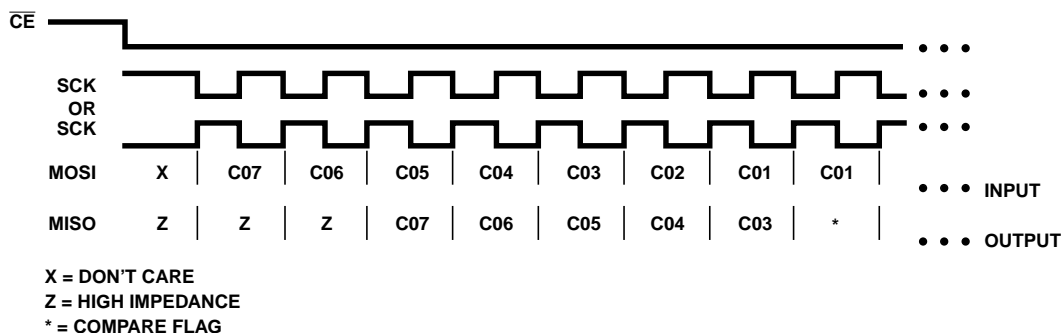 CE
SCK
OR
SCK
MOSI X C07 C06 C05 C04 C03 C02 C01 C01
INPUT
MISO Z Z Z C07 C06 C05 C04 C03 *
OUTPUT
X = DON'T CARE
Z = HIGH IMPEDANCE
* = COMPARE FLAG